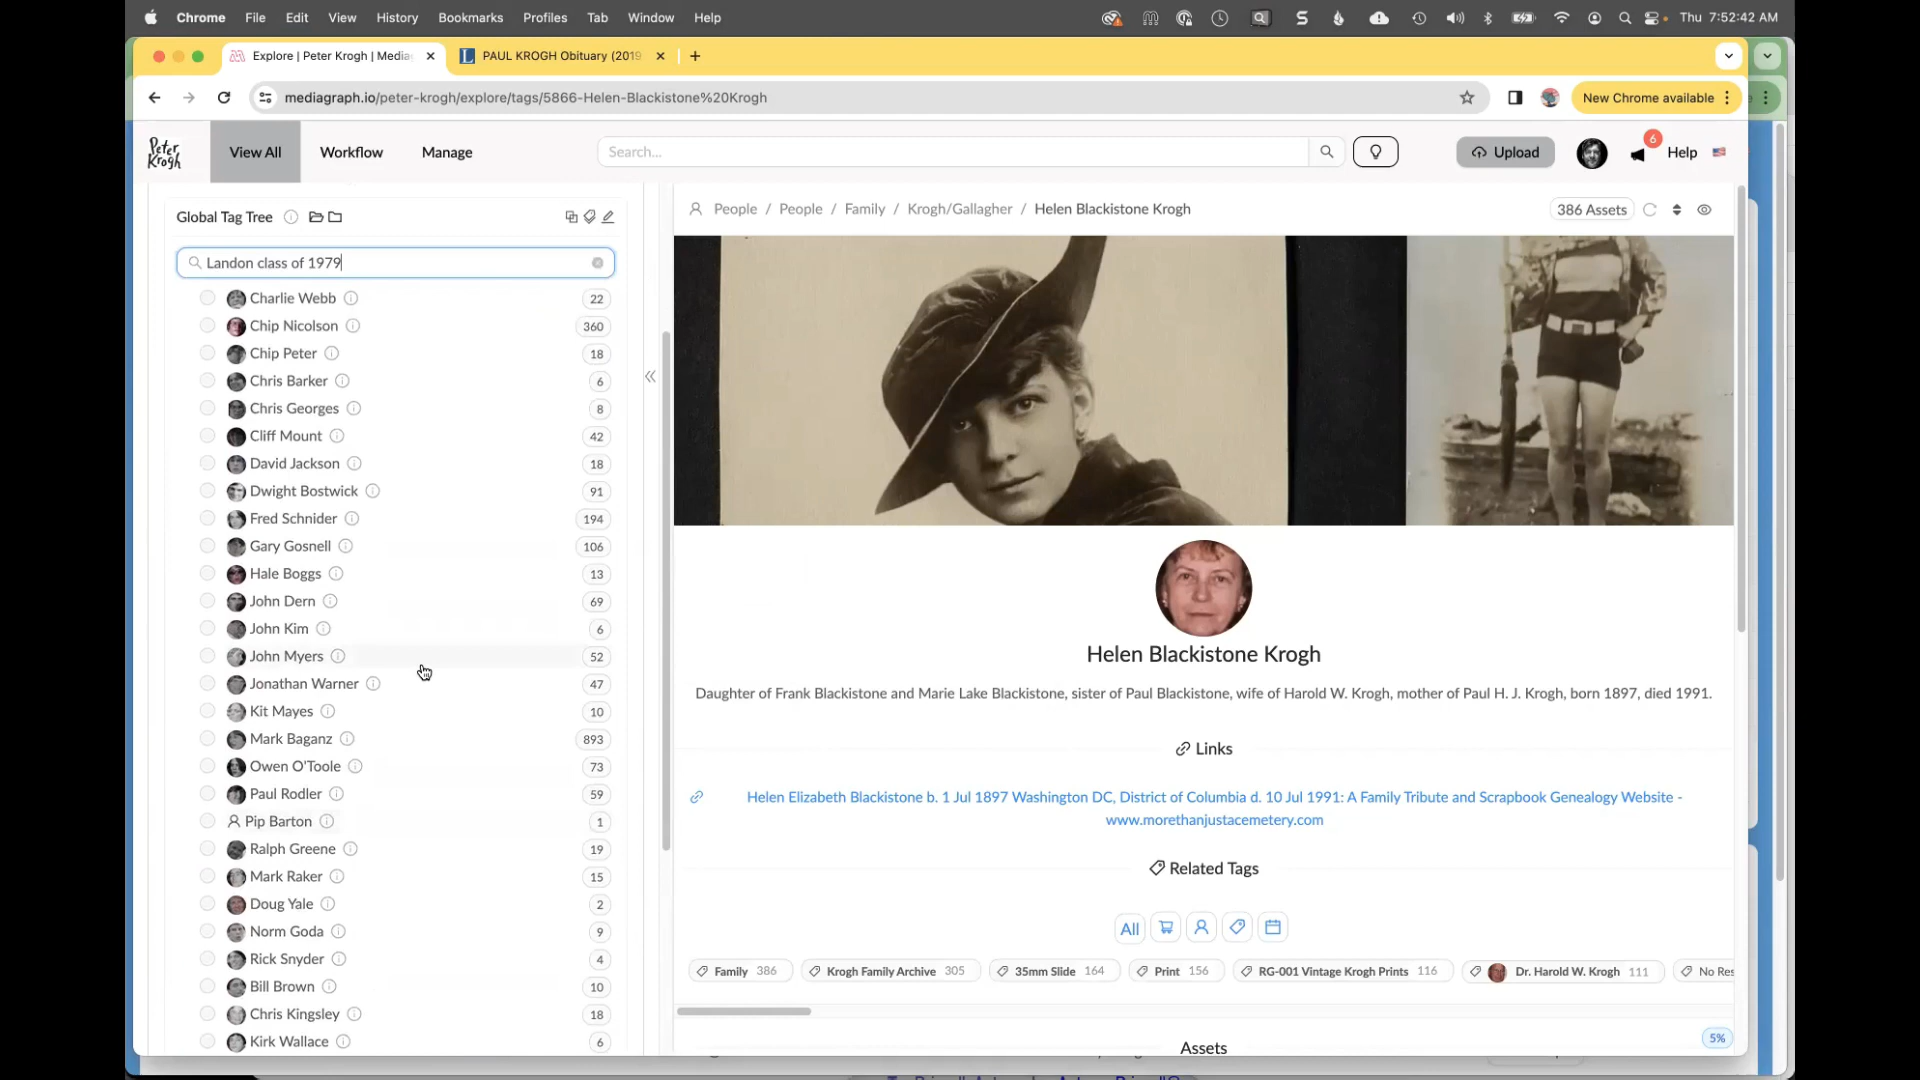 Chrome File Edit View History Bookmarks Profiles Tab Window Help Thu 7:52:42 AM
Explore | Peter Krogh | Media PAUL KROGH Obituary (2019
mediagraph.io/peter-krogh/explore/tags/5866-Helen-Blackistone%20Krogh New Chrome available
Peter Krogh View All Workflow Manage Search... Upload 6 Help
Global Tag Tree
Landon class of 1979
Charlie Webb 22
Chip Nicolson 360
Chip Peter 18
Chris Barker 6
Chris Georges 8
Cliff Mount 42
David Jackson 18
Dwight Bostwick 91
Fred Schnider 194
Gary Gosnell 106
Hale Boggs 13
John Dern 69
John Kim 6
John Myers 52
Jonathan Warner 47
Kit Mayes 10
Mark Baganz 893
Owen O'Toole 73
Paul Rodler 59
Pip Barton 1
Ralph Greene 19
Mark Raker 15
Doug Yale 2
Norm Goda 9
Rick Snyder 4
Bill Brown 10
Chris Kingsley 18
Kirk Wallace 6
People / People / Family / Krogh/Gallagher / Helen Blackistone Krogh 386 Assets
Helen Blackistone Krogh
Daughter of Frank Blackistone and Marie Lake Blackistone, sister of Paul Blackistone, wife of Harold W. Krogh, mother of Paul H. J. Krogh, born 1897, died 1991.
Links
Helen Elizabeth Blackistone b. 1 Jul 1897 Washington DC, District of Columbia d. 10 Jul 1991: A Family Tribute and Scrapbook Genealogy Website -
www.morethanjustacemetery.com
Related Tags
All
Family 386 Krogh Family Archive 305 35mm Slide 164 Print 156 RG-001 Vintage Krogh Prints 116 Dr. Harold W. Krogh 111 No Res
Assets
5%